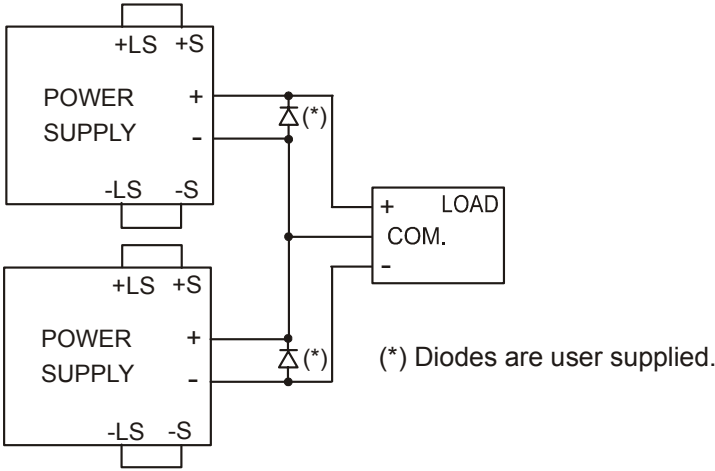 +LS +S
POWER +
SUPPLY -
(*)
-LS -S
+ LOAD
COM.
-
+LS +S
POWER +
SUPPLY -
(*)
-LS -S
(*) Diodes are user supplied.